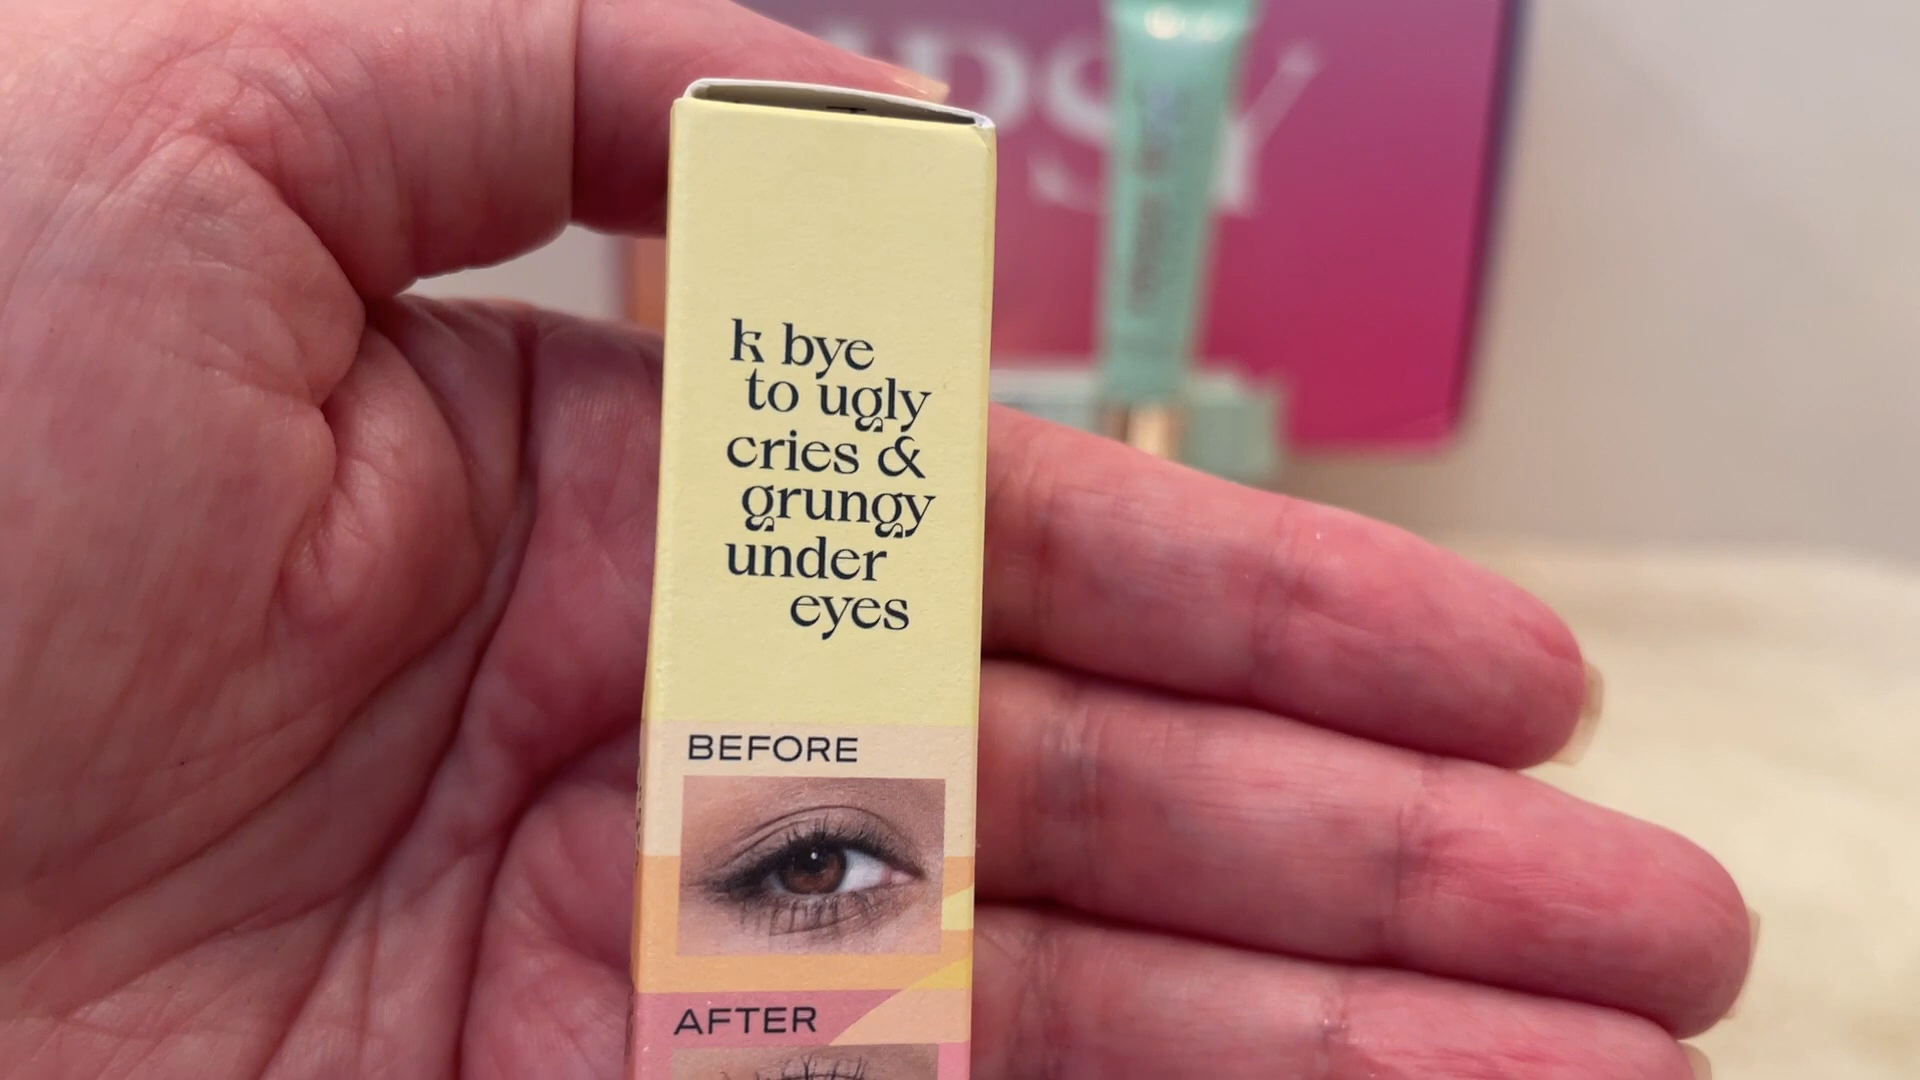 k bye
to ugly
cries &
grungy
under
eyes
BEFORE
AFTER